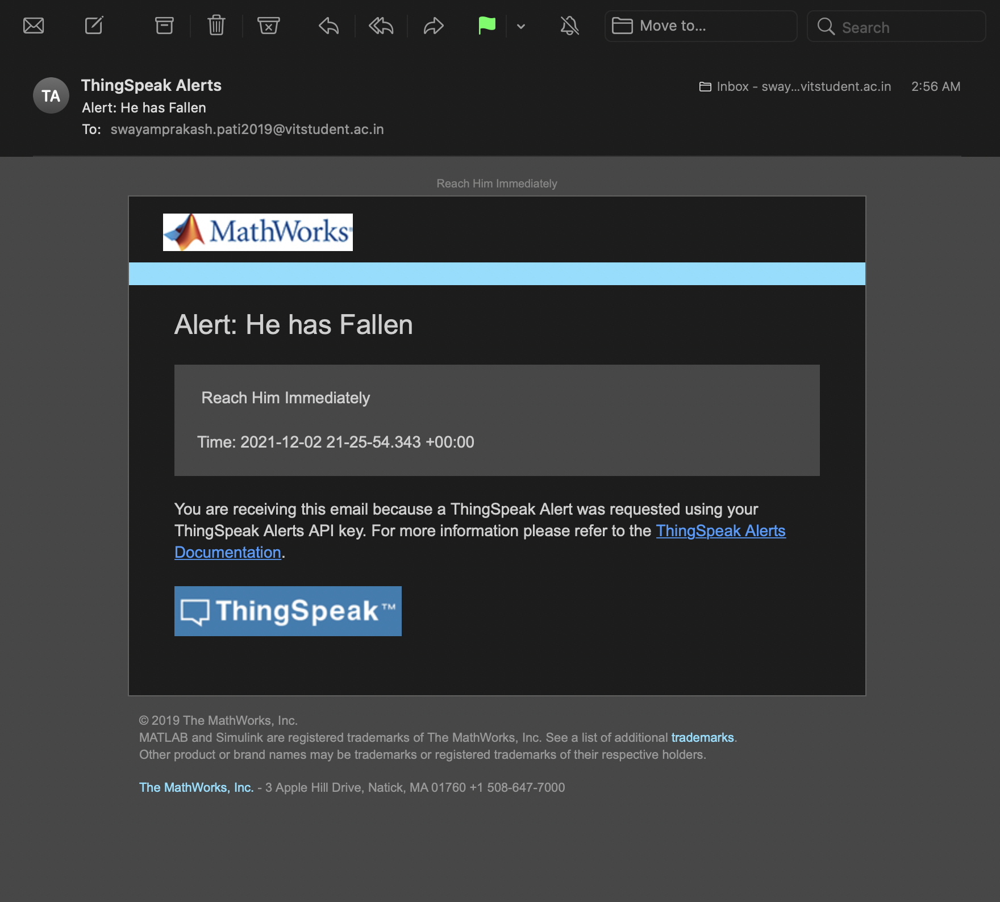 Move to...
Search
TA
ThingSpeak Alerts
Inbox - sway...vitstudent.ac.in
2:56 AM
Alert: He has Fallen
To: swayamprakash.pati2019@vitstudent.ac.in
Reach Him Immediately
MathWorks®
Alert: He has Fallen
Reach Him Immediately
Time: 2021-12-02 21-25-54.343 +00:00
You are receiving this email because a ThingSpeak Alert was requested using your
ThingSpeak Alerts API key. For more information please refer to the ThingSpeak Alerts
Documentation.
ThingSpeak™
© 2019 The MathWorks, Inc.
MATLAB and Simulink are registered trademarks of The MathWorks, Inc. See a list of additional trademarks.
Other product or brand names may be trademarks or registered trademarks of their respective holders.
The MathWorks, Inc. - 3 Apple Hill Drive, Natick, MA 01760 +1 508-647-7000